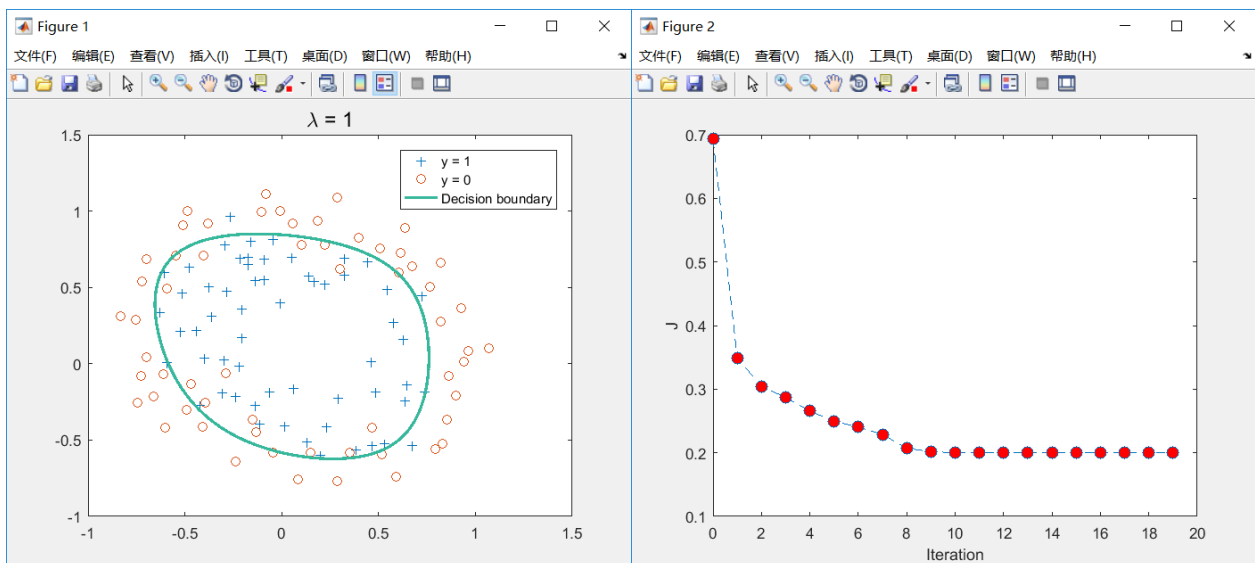 Figure 1
文件(F) 编辑(E) 查看(V) 插入(I) 工具(T) 桌面(D) 窗口(W) 帮助(H)
λ = 1
y = 1
y = 0
Decision boundary
1.5
1
0.5
0
-0.5
-1
-1 -0.5 0 0.5 1 1.5
Figure 2
文件(F) 编辑(E) 查看(V) 插入(I) 工具(T) 桌面(D) 窗口(W) 帮助(H)
0.7
0.6
0.5
0.4
J
0.3
0.2
0.1
0 2 4 6 8 10 12 14 16 18 20
Iteration